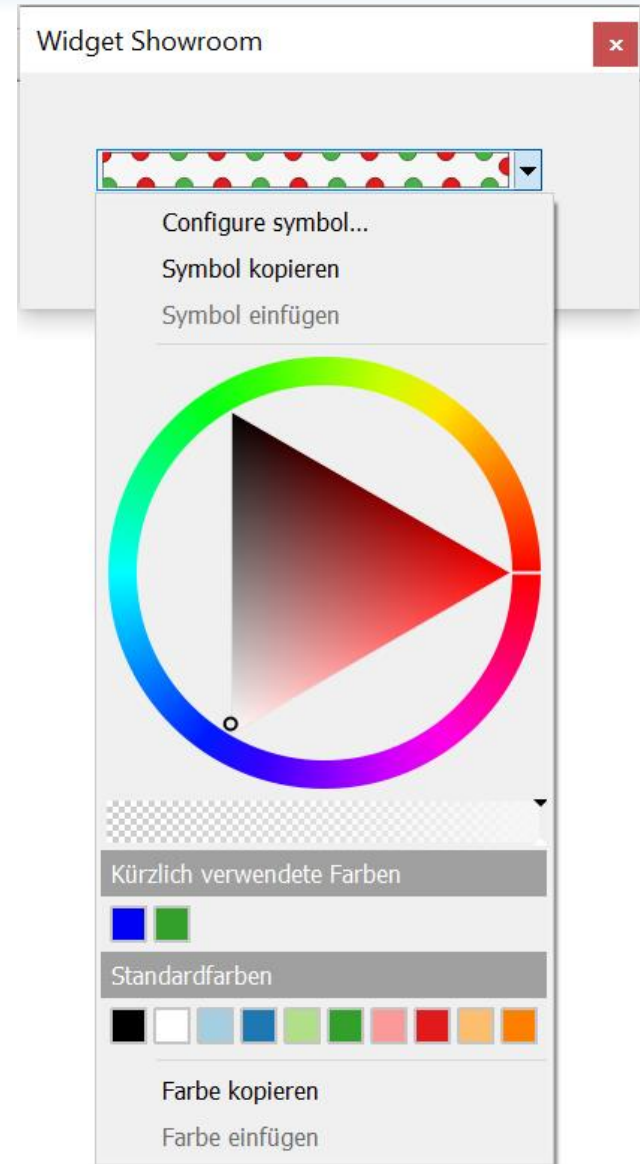 Widget Showroom
Configure symbol...
Symbol kopieren
Symbol einfügen
Kürzlich verwendete Farben
Standardfarben
Farbe kopieren
Farbe einfügen